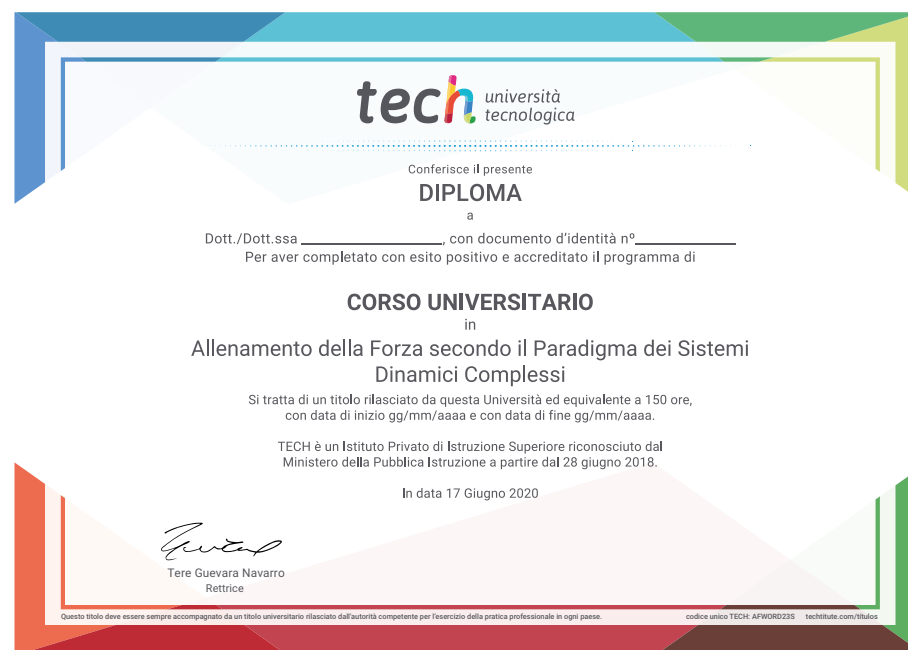 tech università
tecnologica
Conferisce il presente
DIPLOMA
a
Dott./Dott.ssa ____________________, con documento d'identità nº______________
Per aver completato con esito positivo e accreditato il programma di
CORSO UNIVERSITARIO
in
Allenamento della Forza secondo il Paradigma dei Sistemi
Dinamici Complessi
Si tratta di un titolo rilasciato da questa Università ed equivalente a 150 ore,
con data di inizio gg/mm/aaaa e con data di fine gg/mm/aaaa.
TECH è un Istituto Privato di Istruzione Superiore riconosciuto dal
Ministero della Pubblica Istruzione a partire dal 28 giugno 2018.
In data 17 Giugno 2020
Tere Guevara Navarro
Rettrice
Questo titolo deve essere sempre accompagnato da un titolo universitario rilasciato dall'autorità competente per l'esercizio della pratica professionale in ogni paese. codice unico TECH: AFWORD23S techtitute.com/titulos